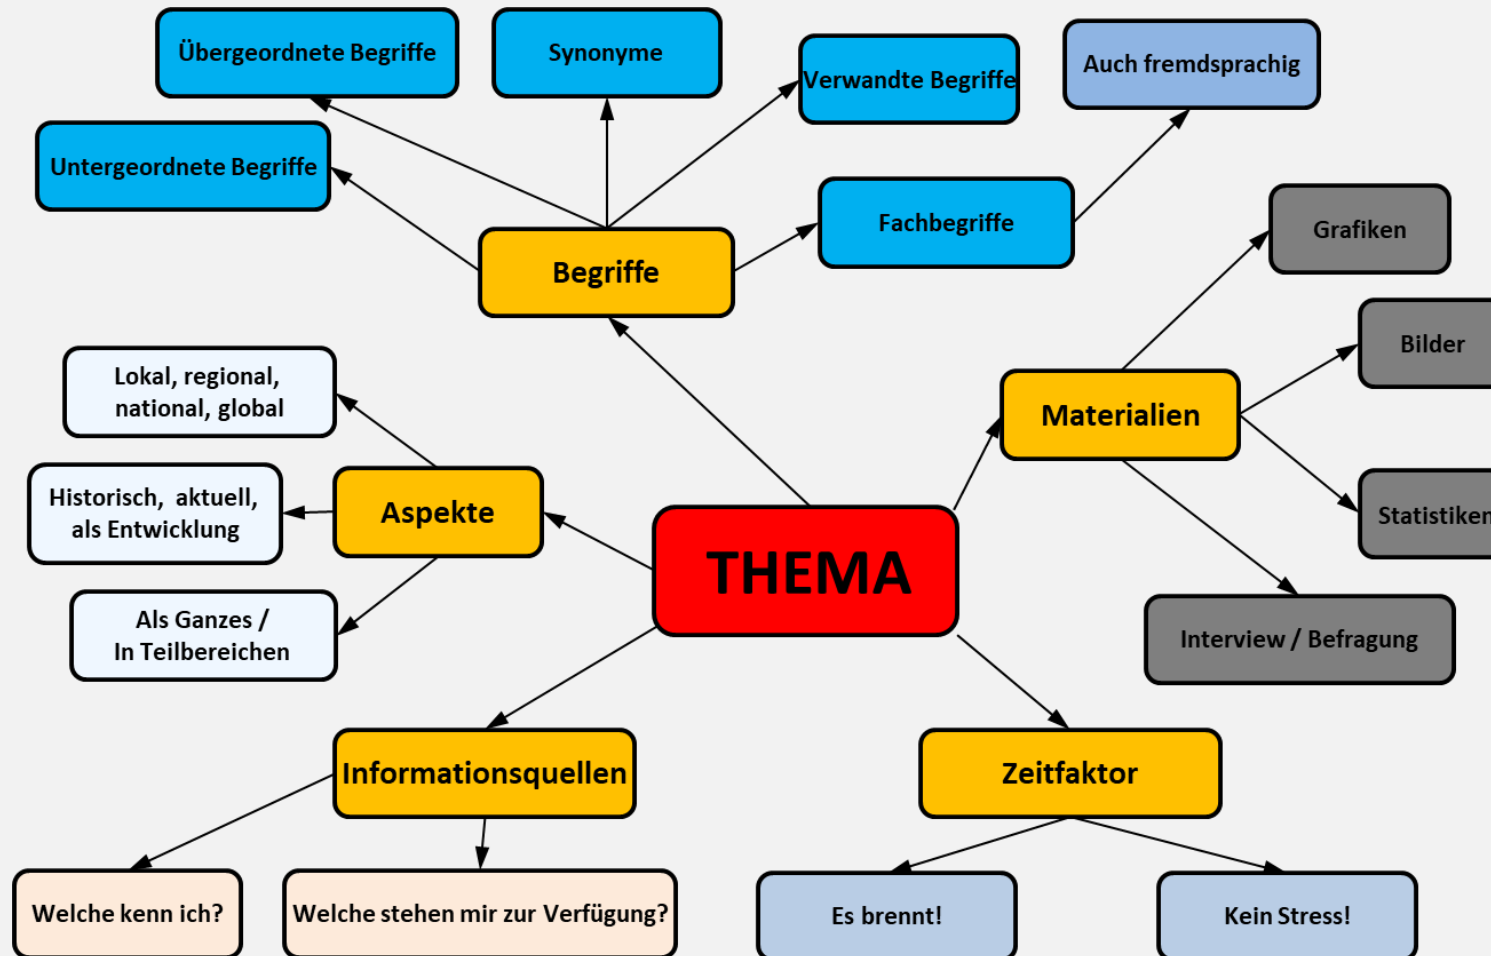 Übergeordnete Begriffe
Synonyme
Verwandte Begriffe
Auch fremdsprachig
Untergeordnete Begriffe
Fachbegriffe
Grafiken
Begriffe
Bilder
Lokal, regional,
national, global
Materialien
Historisch, aktuell,
als Entwicklung
Aspekte
Statistiken
THEMA
Als Ganzes /
In Teilbereichen
Interview / Befragung
Informationsquellen
Zeitfaktor
Welche kenn ich?
Welche stehen mir zur Verfügung?
Es brennt!
Kein Stress!